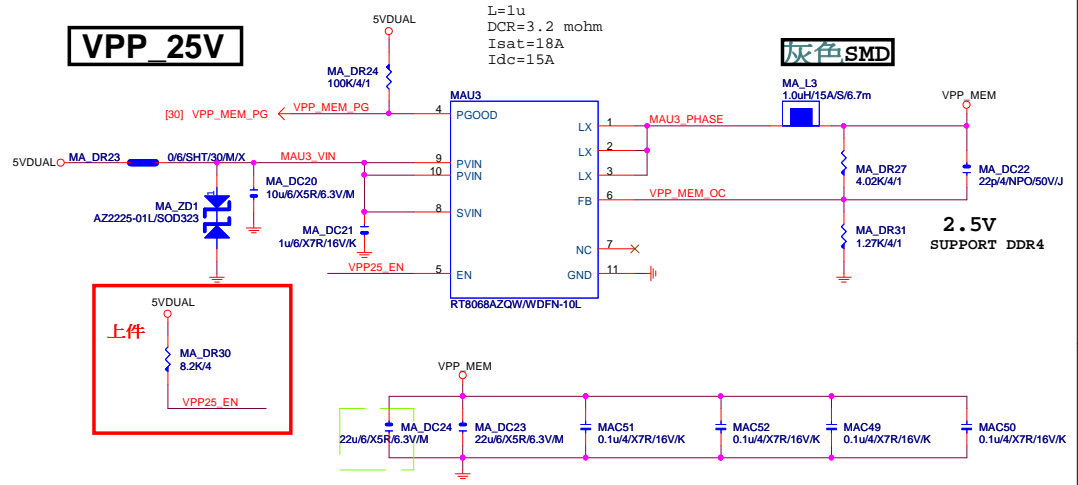 L=1u
DCR=3.2 mohm
Isat=18A
Idc=15A
VPP_25V
5VDUAL
灰色SMD
MA_DR24
100K/4/1
MAU3
MA_L3
1.0uH/15A/S/6.7m
VPP_MEM
[30] VPP_MEM_PG
VPP_MEM_PG
4
PGOOD
LX
1
MAU3_PHASE
LX
2
LX
3
5VDUAL
MA_DR23
0/6/SHT/30/M/X
MAU3_VIN
9
PVIN
10
PVIN
MA_DR27
4.02K/4/1
MA_DC22
22p/4/NPO/50V/J
MA_DC20
10u/6/X5R/6.3V/M
1
MA_ZD1
AZ2225-01L/SOD323
8
SVIN
FB
6
VPP_MEM_OC
MA_DC21
1u/6/X7R/16V/K
MA_DR31
1.27K/4/1
2.5V
SUPPORT DDR4
NC
7
VPP25_EN
5
EN
GND
11
RT8068AZQW/WDFN-10L
5VDUAL
上件
MA_DR30
8.2K/4
VPP25_EN
VPP_MEM
MA_DC24
22u/6/X5R/6.3V/M
MA_DC23
22u/6/X5R/6.3V/M
MAC51
0.1u/4/X7R/16V/K
MAC52
0.1u/4/X7R/16V/K
MAC49
0.1u/4/X7R/16V/K
MAC50
0.1u/4/X7R/16V/K